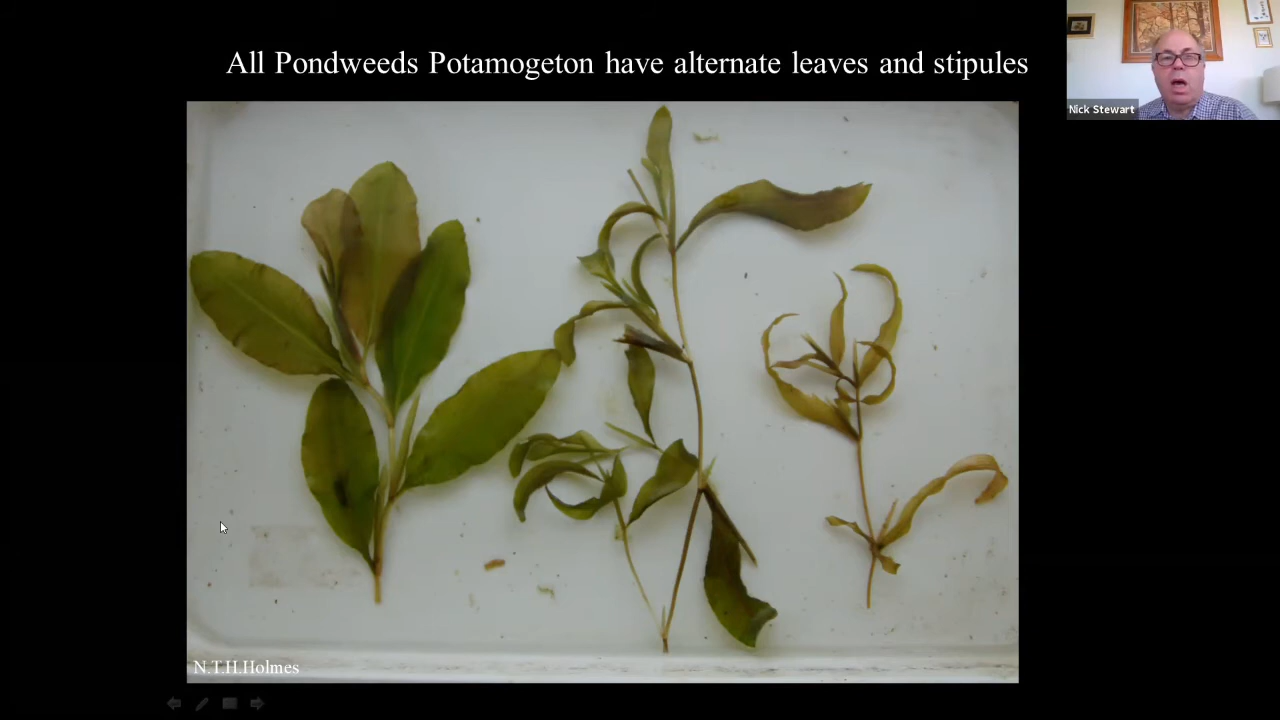 All Pondweeds Potamogeton have alternate leaves and stipules
Nick Stewart
N.T.H.Holmes